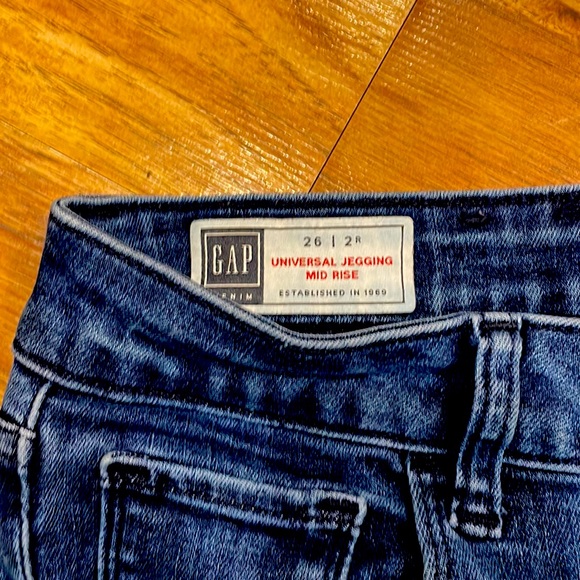 GAP
DENIM
26 | 2R
UNIVERSAL JEGGING
MID RISE
ESTABLISHED IN 1969